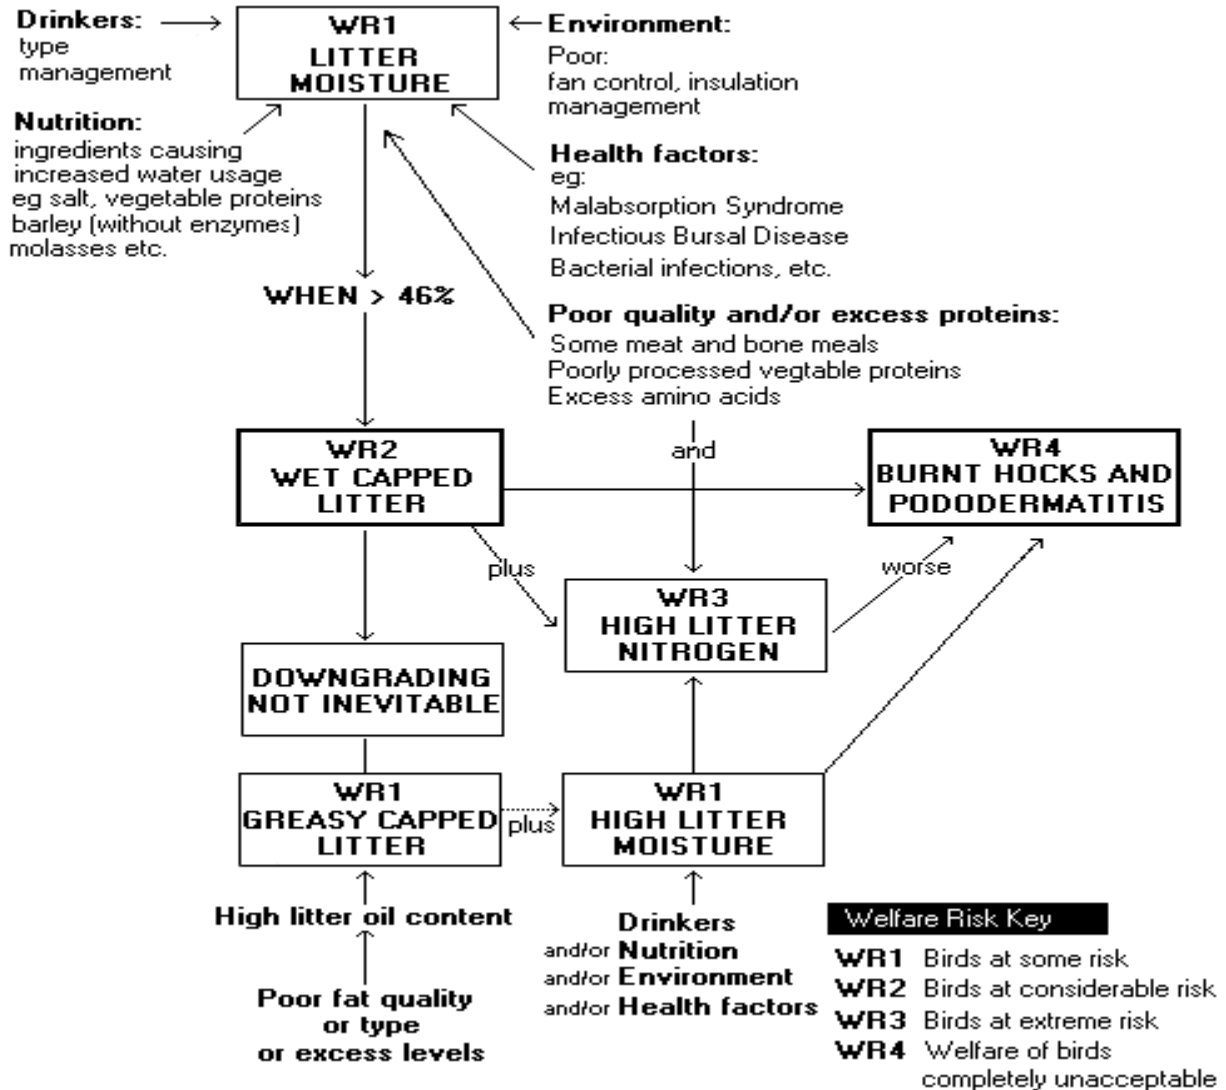 Drinkers:
type
management
WR1
LITTER
MOISTURE
Environment:
Poor:
fan control, insulation
management
Nutrition:
ingredients causing
increased water usage
eg salt, vegetable proteins
barley (without enzymes)
molasses etc.
Health factors:
eg:
Malabsorption Syndrome
Infectious Bursal Disease
Bacterial infections, etc.
WHEN > 46%
Poor quality and/or excess proteins:
Some meat and bone meals
Poorly processed vegtable proteins
Excess amino acids
and
WR2
WET CAPPED
LITTER
WR4
BURNT HOCKS AND
PODODERMATITIS
plus
worse
WR3
HIGH LITTER
NITROGEN
DOWNGRADING
NOT INEVITABLE
WR1
GREASY CAPPED
LITTER
plus
WR1
HIGH LITTER
MOISTURE
High litter oil content
Poor fat quality
or type
or excess levels
Drinkers
and/or Nutrition
and/or Environment
and/or Health factors
Welfare Risk Key
WR1 Birds at some risk
WR2 Birds at considerable risk
WR3 Birds at extreme risk
WR4 Welfare of birds
completely unacceptable